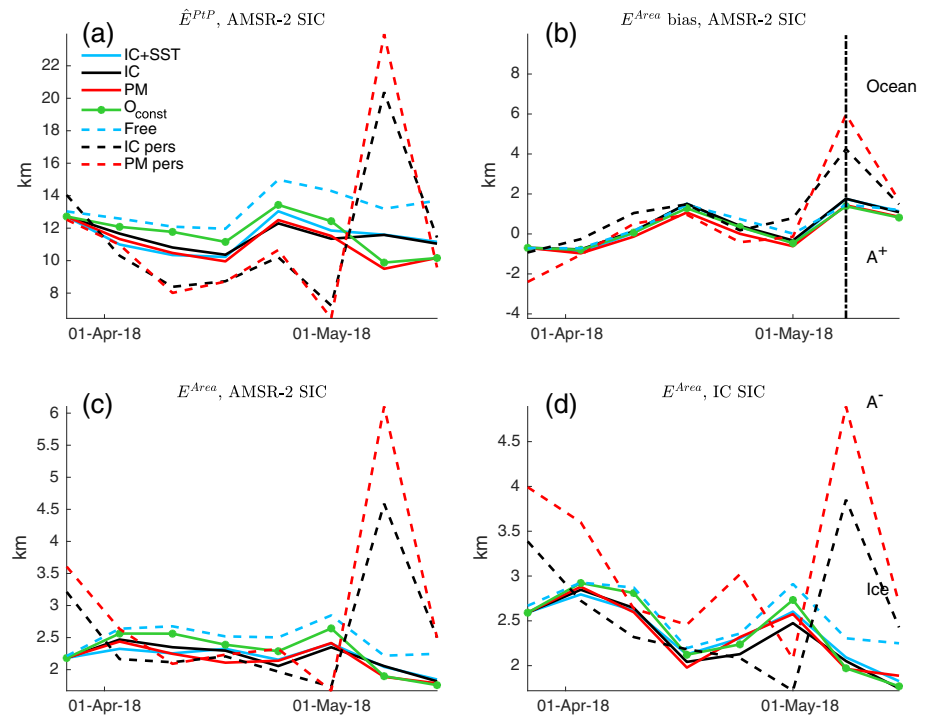 Ê^{PtP}, AMSR-2 SIC
(a)
IC+SST
IC
PM
O_{const}
Free
IC pers
PM pers
22
20
18
16
14
12
10
8
km
01-Apr-18
01-May-18
E^{Area} bias, AMSR-2 SIC
(b)
8
6
4
2
0
-2
-4
km
Ocean
A^+
01-Apr-18
01-May-18
E^{Area}, AMSR-2 SIC
(c)
6
5.5
5
4.5
4
3.5
3
2.5
2
km
01-Apr-18
01-May-18
E^{Area}, IC SIC
(d)
A^-
4.5
4
3.5
3
2.5
2
km
Ice
01-Apr-18
01-May-18